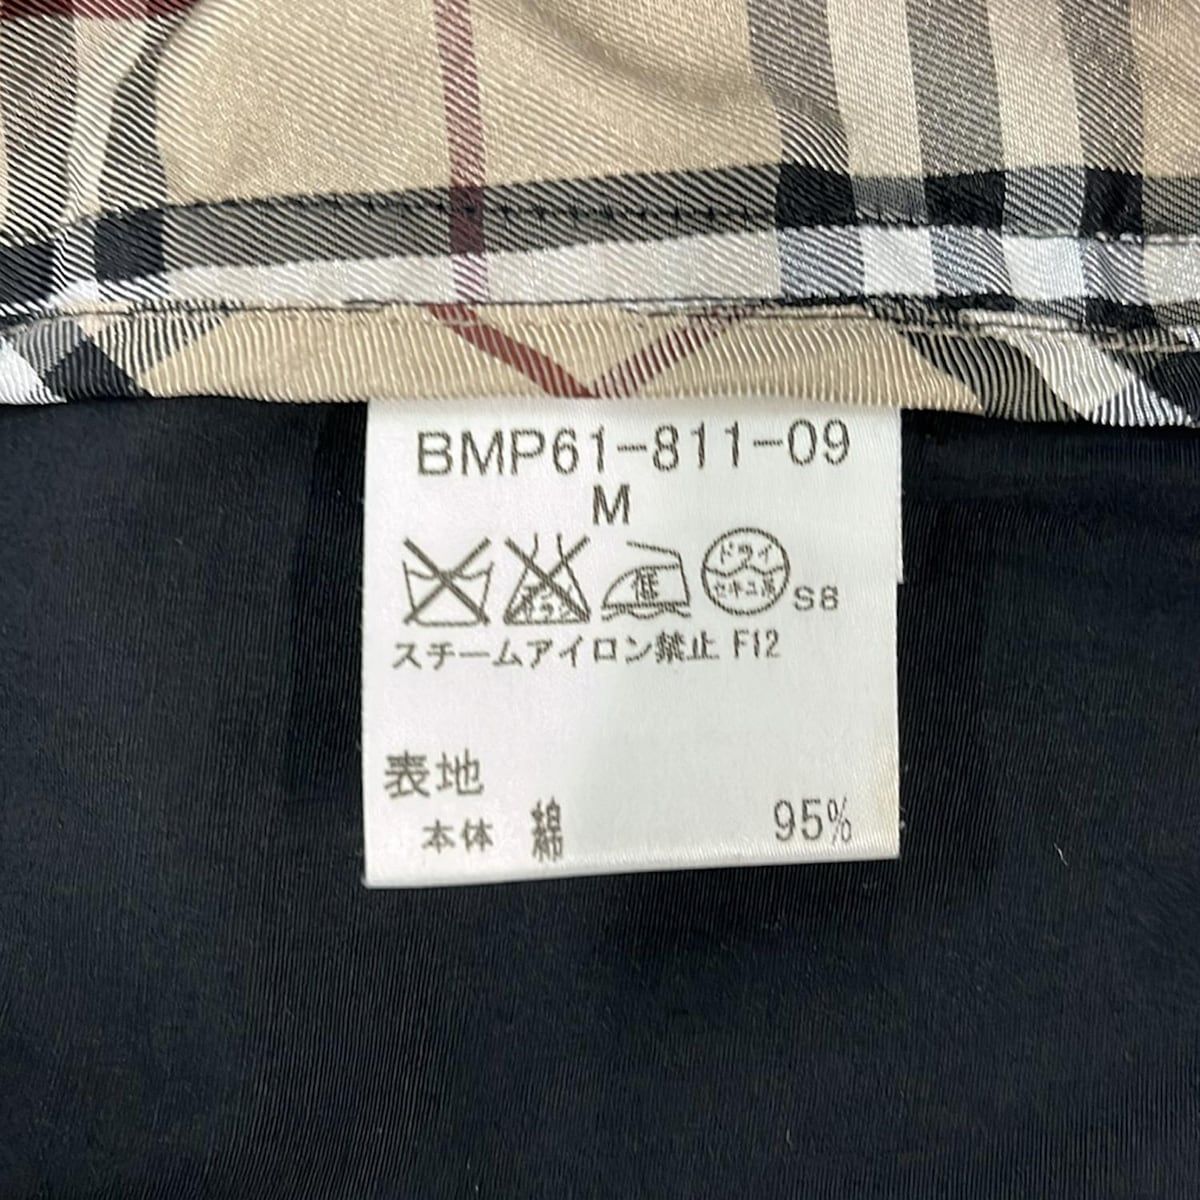 BMP61-811-09
M
低
ドライ
セキユ系
S8
スチームアイロン禁止 F12
表地
本体 綿 95%